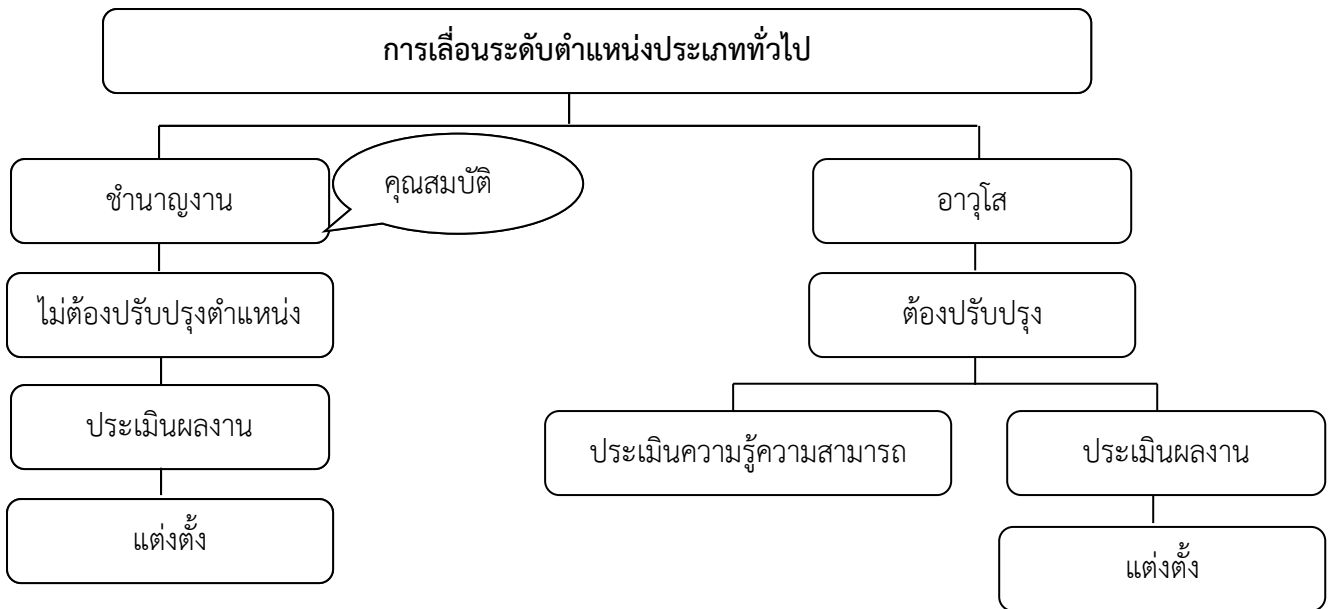 การเลื่อนระดับตำแหน่งประเภททั่วไป
ชำนาญงาน
คุณสมบัติ
อาวุโส
ไม่ต้องปรับปรุงตำแหน่ง
ต้องปรับปรุง
ประเมินผลงาน
ประเมินความรู้ความสามารถ
ประเมินผลงาน
แต่งตั้ง
แต่งตั้ง